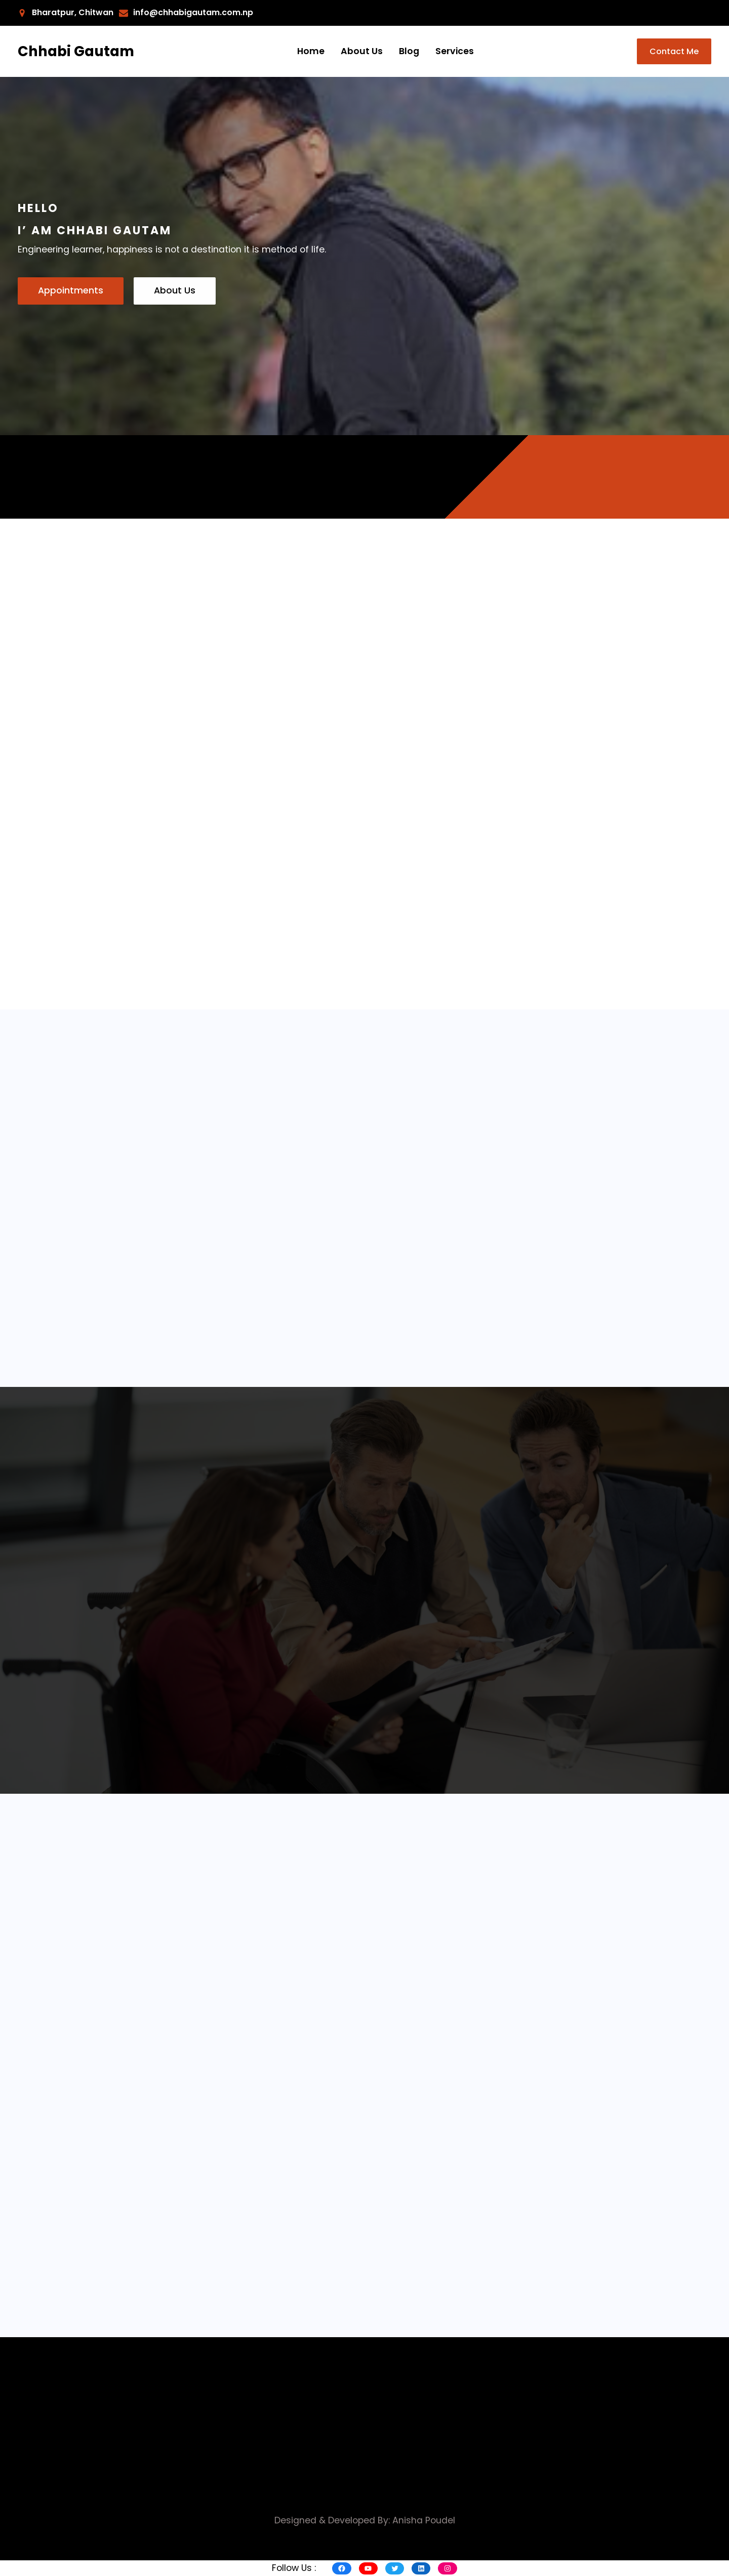 Bharatpur, Chitwan info@chhabigautam.com.np
Chhabi Gautam Home About Us Blog Services Contact Me
HELLO
I’ AM CHHABI GAUTAM
Engineering learner, happiness is not a destination it is method of life.
Appointments About Us
Designed & Developed By: Anisha Poudel
Follow Us :